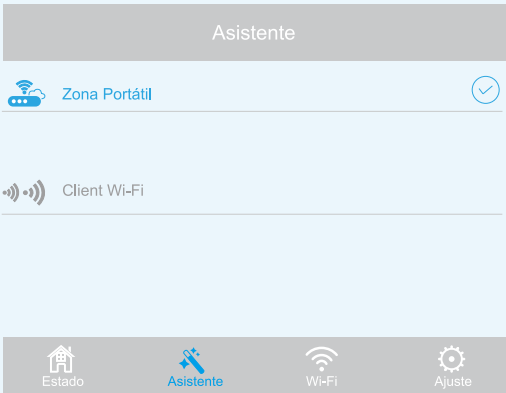 Asistente
Zona Portátil
Client Wi-Fi
Estado
Asistente
Wi-Fi
Ajuste